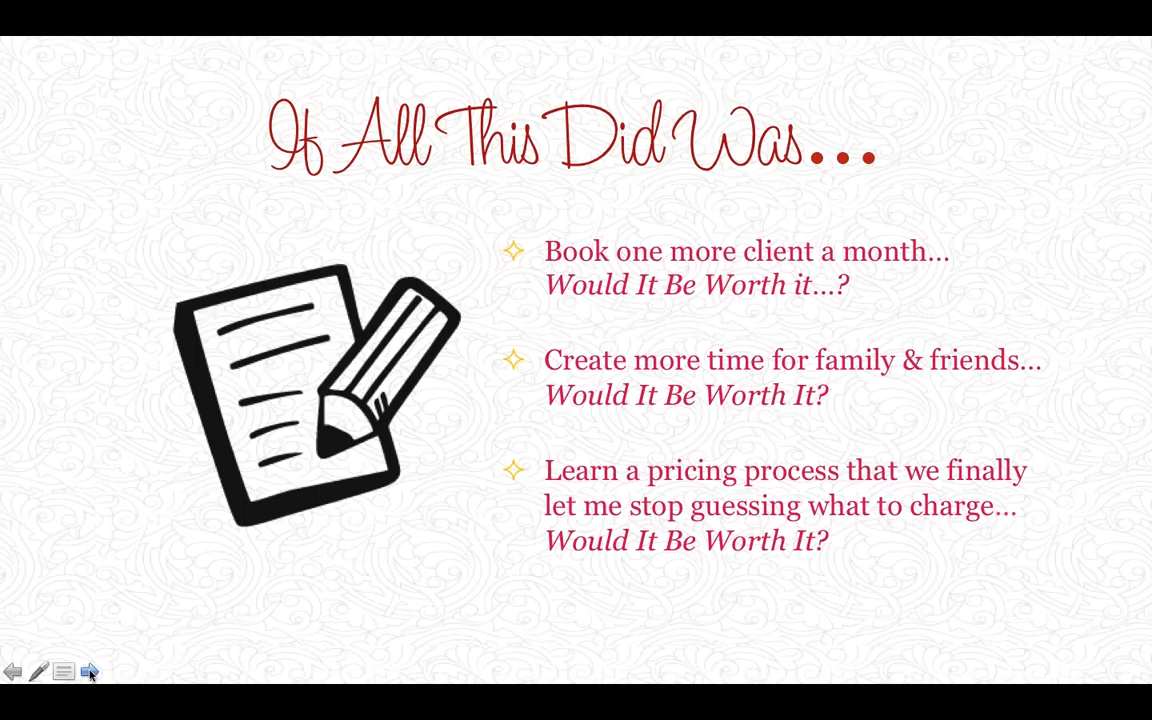 If All This Did Was...
Book one more client a month…
Would It Be Worth it…?
Create more time for family & friends…
Would It Be Worth It?
Learn a pricing process that we finally
let me stop guessing what to charge…
Would It Be Worth It?